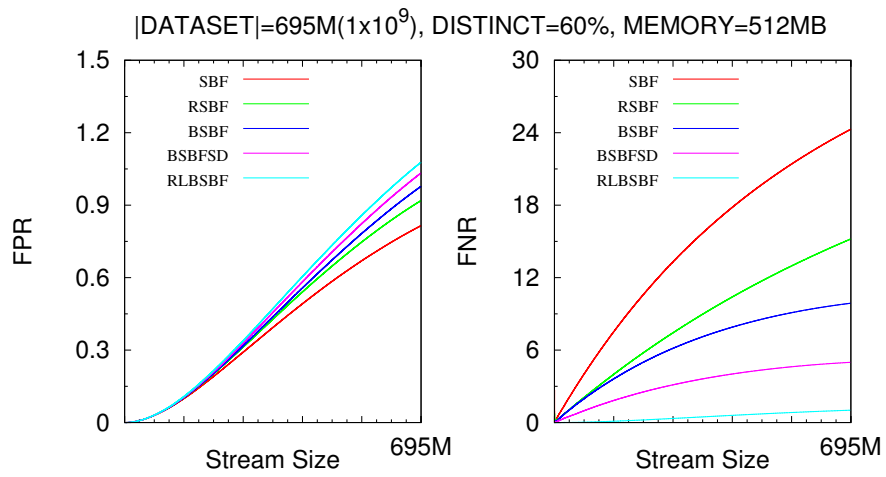 |DATASET|=695M(1x10^9), DISTINCT=60%, MEMORY=512MB
FPR
1.5
1.2
0.9
0.6
0.3
0
SBF
RSBF
BSBF
BSBFSD
RLBSBF
695M
Stream Size
FNR
30
24
18
12
6
0
SBF
RSBF
BSBF
BSBFSD
RLBSBF
695M
Stream Size